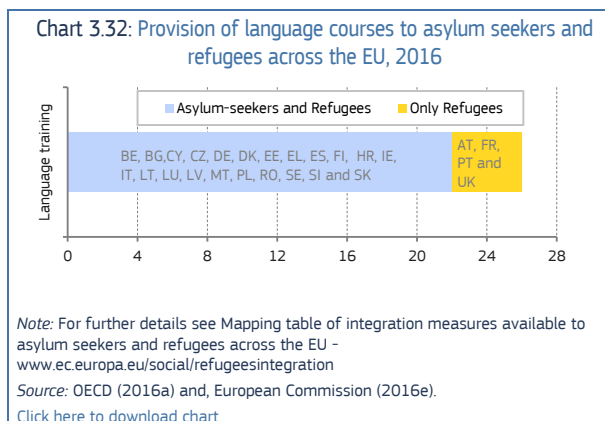 Chart 3.32: Provision of language courses to asylum seekers and
refugees across the EU, 2016
Asylum-seekers and Refugees
Only Refugees
Language training
BE, BG,CY, CZ, DE, DK, EE, EL, ES, FI, HR, IE,
IT, LT, LU, LV, MT, PL, RO, SE, SI and SK
AT, FR,
PT and
UK
0 4 8 12 16 20 24 28
Note: For further details see Mapping table of integration measures available to
asylum seekers and refugees across the EU -
www.ec.europa.eu/social/refugeesintegration
Source: OECD (2016a) and, European Commission (2016e).
Click here to download chart